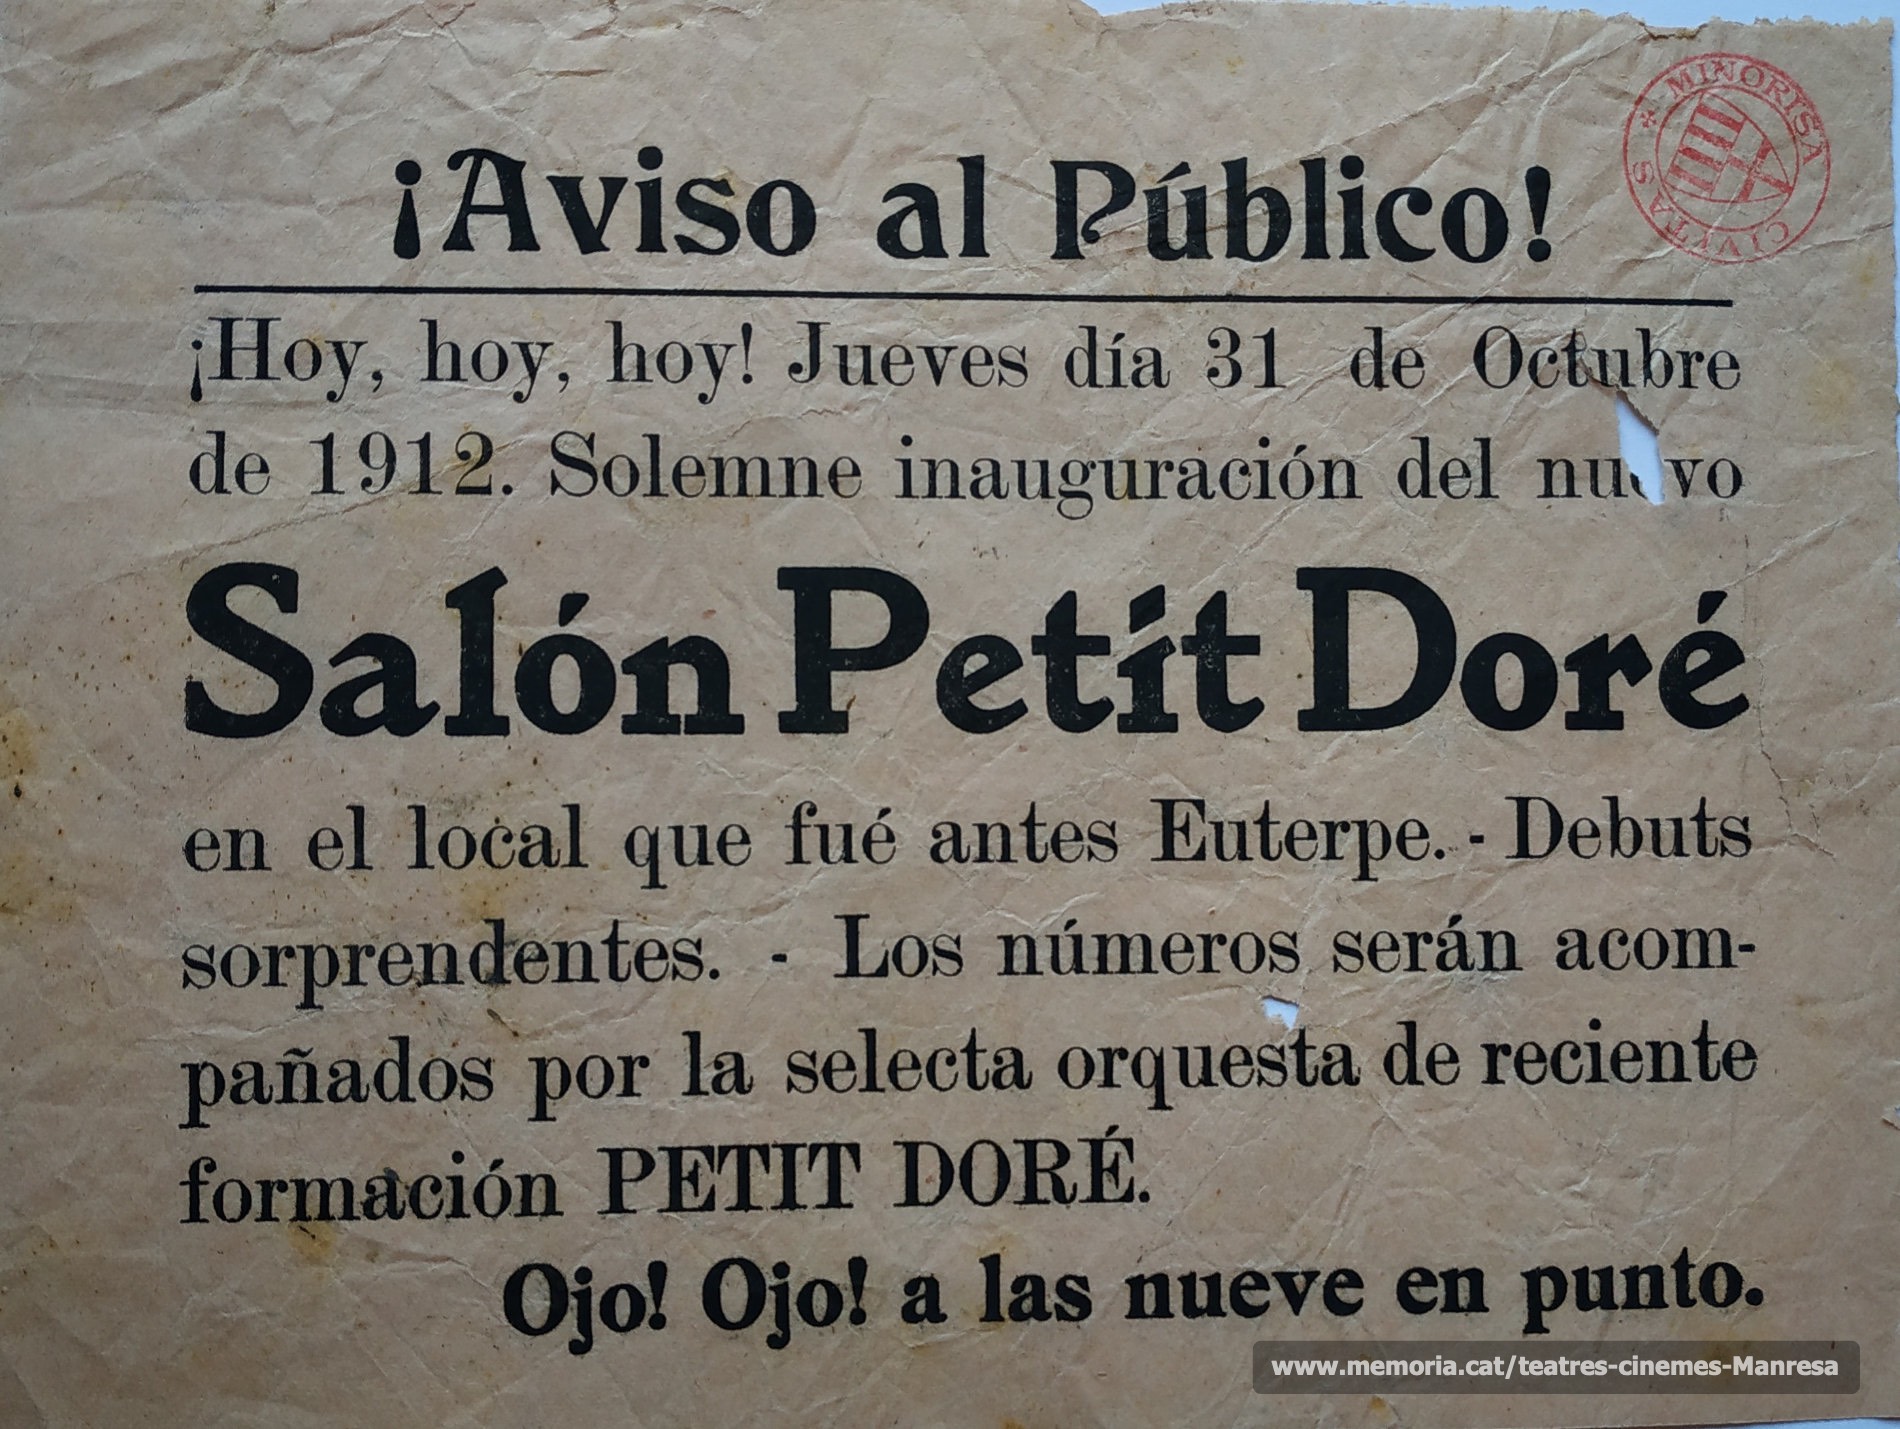 MINORISA CIVITAS
¡Aviso al Público!
¡Hoy, hoy, hoy! Jueves día 31 de Octubre
de 1912. Solemne inauguración del nuevo
Salón Petit Doré
en el local que fué antes Euterpe. - Debuts
sorprendentes. - Los números serán acom-
pañados por la selecta orquesta de reciente
formación PETIT DORÉ.
Ojo! Ojo! a las nueve en punto.
www.memoria.cat/teatres-cinemes-Manresa